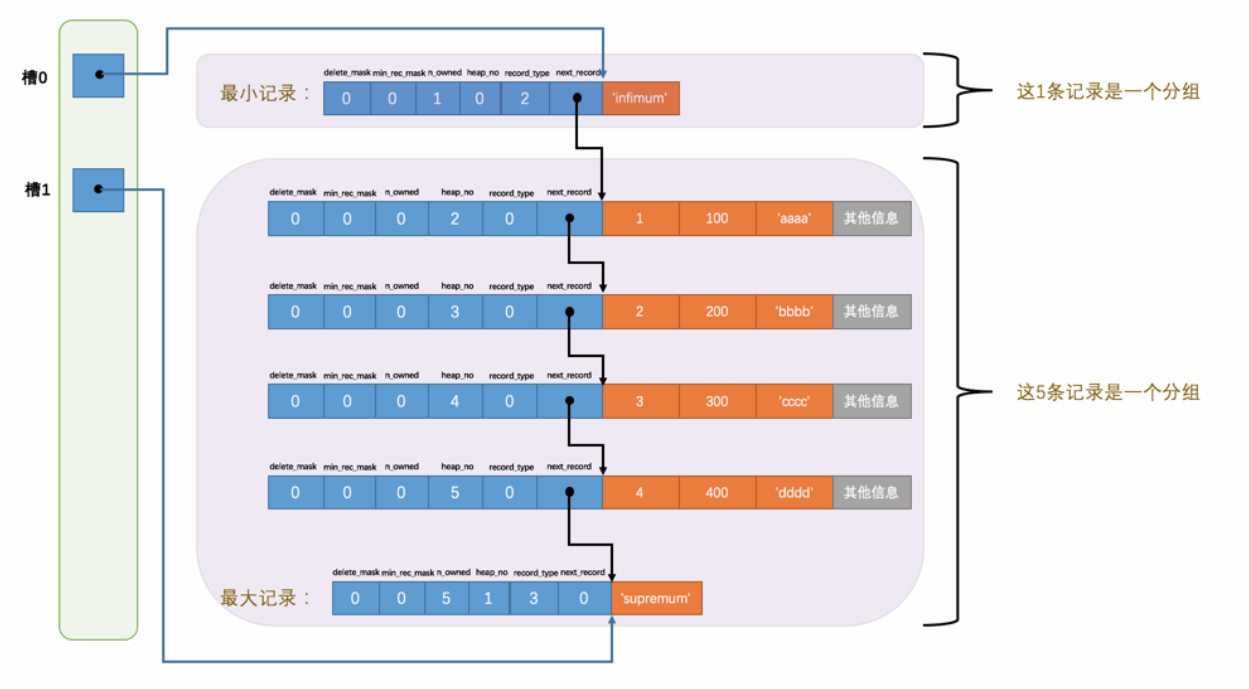 槽0
delete_mask min_rec_mask n_owned heap_no record_type next_record
最小记录： 0 0 1 0 2 'infimum'
这1条记录是一个分组
槽1
delete_mask min_rec_mask n_owned heap_no record_type next_record
0 0 0 2 0 1 100 'aaaa' 其他信息
delete_mask min_rec_mask n_owned heap_no record_type next_record
0 0 0 3 0 2 200 'bbbb' 其他信息
delete_mask min_rec_mask n_owned heap_no record_type next_record
0 0 0 4 0 3 300 'cccc' 其他信息
这5条记录是一个分组
delete_mask min_rec_mask n_owned heap_no record_type next_record
0 0 0 5 0 4 400 'dddd' 其他信息
delete_mask min_rec_mask n_owned heap_no record_type next_record
最大记录： 0 0 5 1 3 0 'supremum'